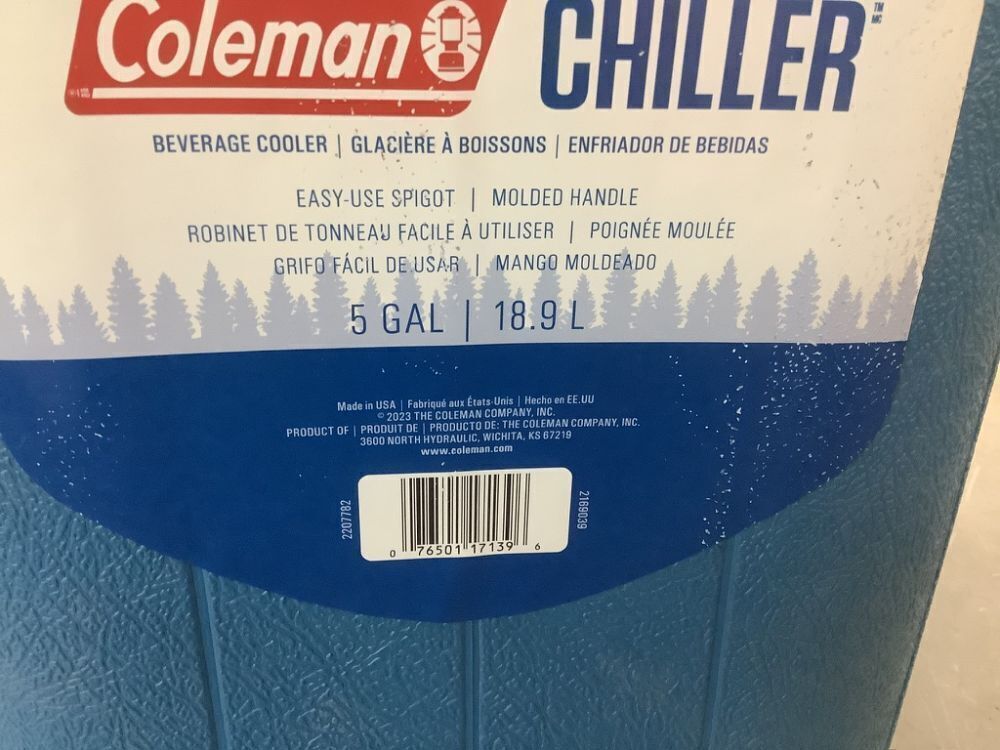 Coleman
CHILLER™
MC
BEVERAGE COOLER | GLACIÈRE À BOISSONS | ENFRIADOR DE BEBIDAS
EASY-USE SPIGOT | MOLDED HANDLE
ROBINET DE TONNEAU FACILE À UTILISER | POIGNÉE MOULÉE
GRIFO FÁCIL DE USAR | MANGO MOLDEADO
5 GAL | 18.9 L
Made in USA | Fabriqué aux États-Unis | Hecho en EE.UU
© 2023 THE COLEMAN COMPANY, INC.
PRODUCT OF | PRODUIT DE | PRODUCTO DE: THE COLEMAN COMPANY, INC.
3600 NORTH HYDRAULIC, WICHITA, KS 67219
www.coleman.com
2207782
0 76501 17139 6
2169039